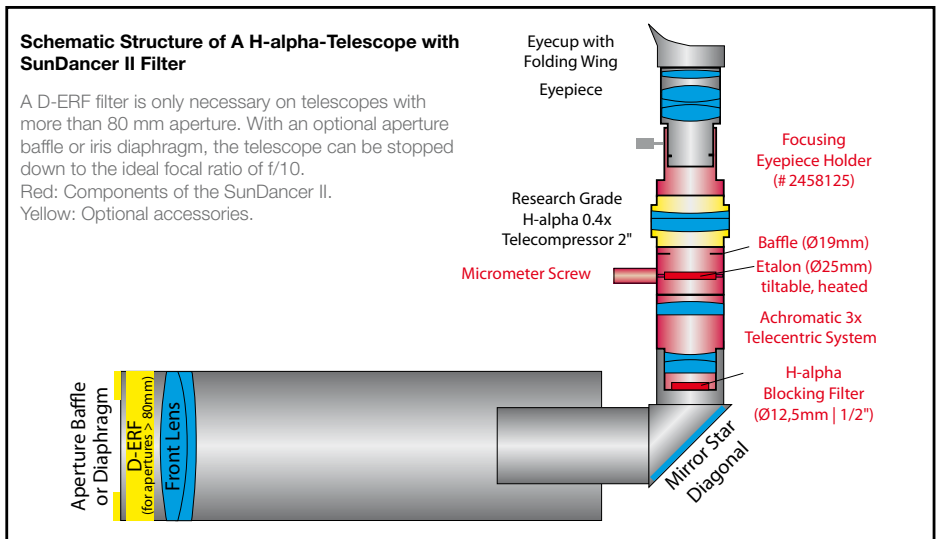 Schematic Structure of A H-alpha-Telescope with
SunDancer II Filter
A D-ERF filter is only necessary on telescopes with
more than 80 mm aperture. With an optional aperture
baffle or iris diaphragm, the telescope can be stopped
down to the ideal focal ratio of f/10.
Red: Components of the SunDancer II.
Yellow: Optional accessories.
Eyecup with
Folding Wing
Eyepiece
Focusing
Eyepiece Holder
(# 2458125)
Research Grade
H-alpha 0.4x
Telecompressor 2"
Baffle (Ø19mm)
Micrometer Screw
Etalon (Ø25mm)
tiltable, heated
Achromatic 3x
Telecentric System
H-alpha
Blocking Filter
(Ø12,5mm | 1/2")
Aperture Baffle
or Diaphragm
D-ERF
(for apertures > 80mm)
Front Lens
Mirror Star
Diagonal